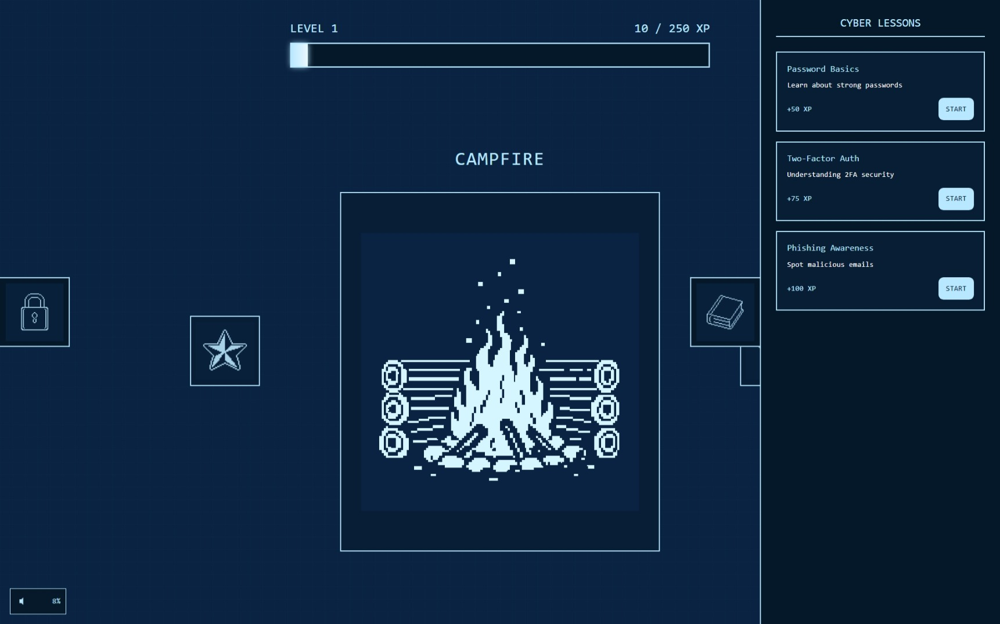 LEVEL 1
10 / 250 XP
CAMPFIRE
8%
CYBER LESSONS
Password Basics
Learn about strong passwords
+50 XP
START
Two-Factor Auth
Understanding 2FA security
+75 XP
START
Phishing Awareness
Spot malicious emails
+100 XP
START